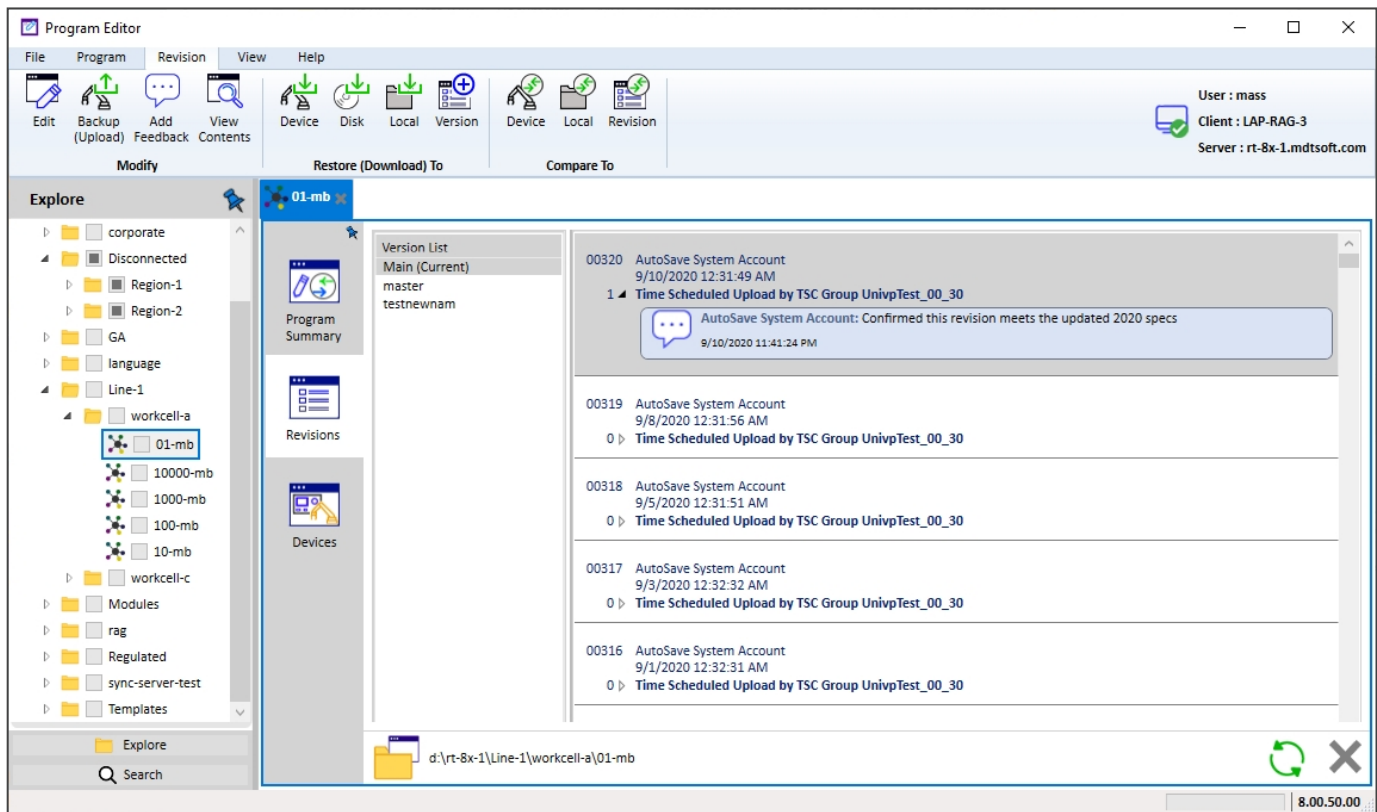 Program Editor
File Program Revision View Help
Edit
Backup
(Upload)
Add
Feedback
View
Contents
Modify
Device
Disk
Local
Version
Restore (Download) To
Device
Local
Revision
Compare To
User : mass
Client : LAP-RAG-3
Server : rt-8x-1.mdtsoft.com
Explore
corporate
Disconnected
Region-1
Region-2
GA
language
Line-1
workcell-a
01-mb
10000-mb
1000-mb
100-mb
10-mb
workcell-c
Modules
rag
Regulated
sync-server-test
Templates
Explore
Search
01-mb
Program
Summary
Revisions
Devices
Version List
Main (Current)
master
testnewnam
00320 AutoSave System Account
9/10/2020 12:31:49 AM
1 Time Scheduled Upload by TSC Group UnivpTest_00_30
AutoSave System Account: Confirmed this revision meets the updated 2020 specs
9/10/2020 11:41:24 PM
00319 AutoSave System Account
9/8/2020 12:31:56 AM
0 Time Scheduled Upload by TSC Group UnivpTest_00_30
00318 AutoSave System Account
9/5/2020 12:31:51 AM
0 Time Scheduled Upload by TSC Group UnivpTest_00_30
00317 AutoSave System Account
9/3/2020 12:32:32 AM
0 Time Scheduled Upload by TSC Group UnivpTest_00_30
00316 AutoSave System Account
9/1/2020 12:32:31 AM
0 Time Scheduled Upload by TSC Group UnivpTest_00_30
d:\rt-8x-1\Line-1\workcell-a\01-mb
8.00.50.00